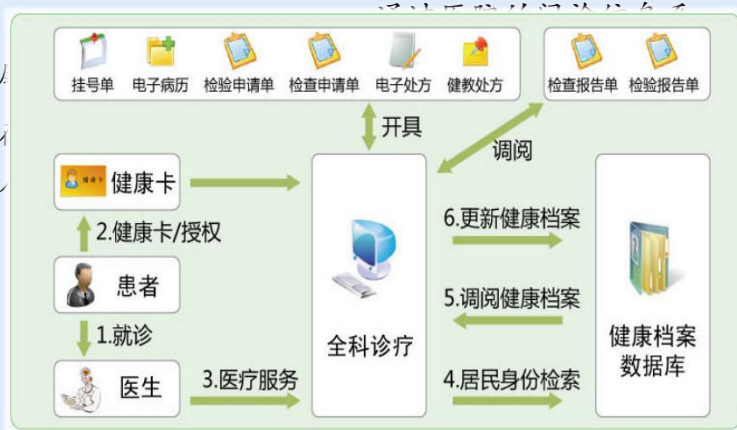 挂号单 电子病历 检验申请单 检查申请单 电子处方 健教处方
检查报告单 检验报告单
开具
调阅
健康卡
2.健康卡/授权
患者
1.就诊
医生
3.医疗服务
全科诊疗
6.更新健康档案
5.调阅健康档案
4.居民身份检索
健康档案
数据库